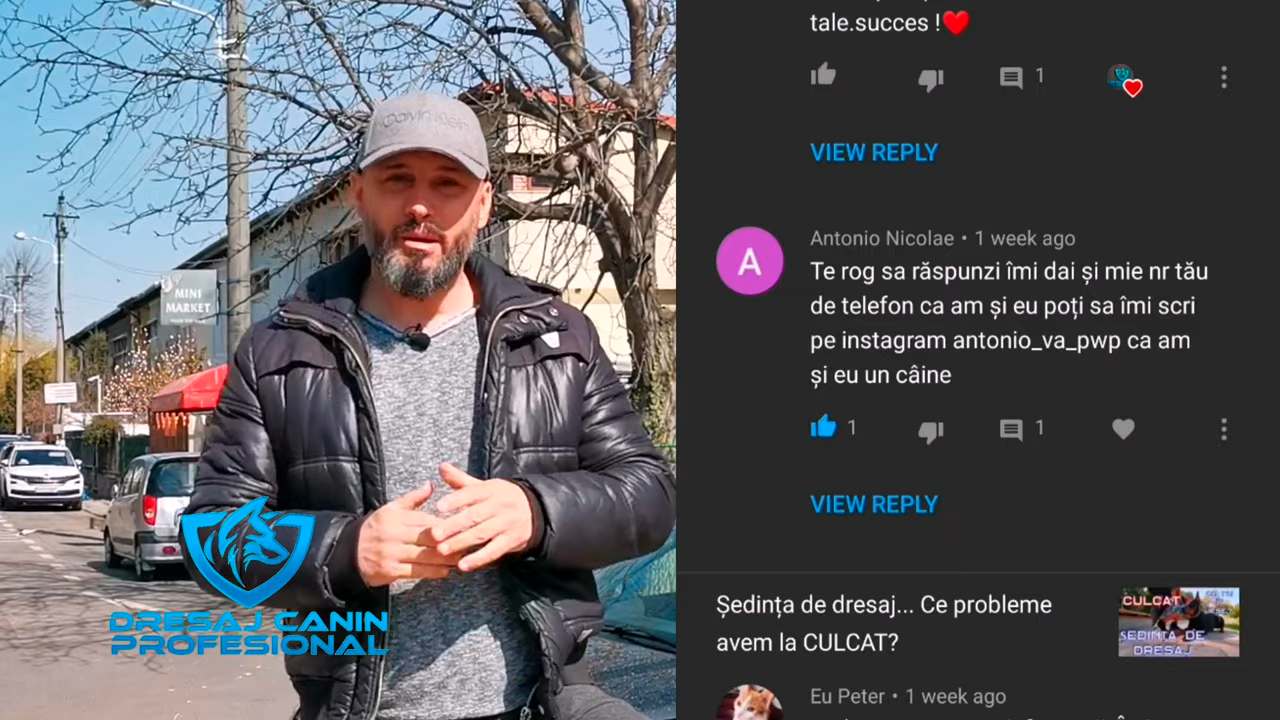 Calvin Klein
MINI
MARKET
DRESAJ CANIN
PROFESIONAL
tale.succes !❤️
1
VIEW REPLY
A
Antonio Nicolae • 1 week ago
Te rog sa răspunzi îmi dai și mie nr tău
de telefon ca am și eu poți sa îmi scri
pe instagram antonio_va_pwp ca am
și eu un câine
1
1
VIEW REPLY
Ședința de dresaj... Ce probleme
avem la CULCAT?
CULCAT
ȘEDINȚA DE
DRESAJ
Eu Peter • 1 week ago